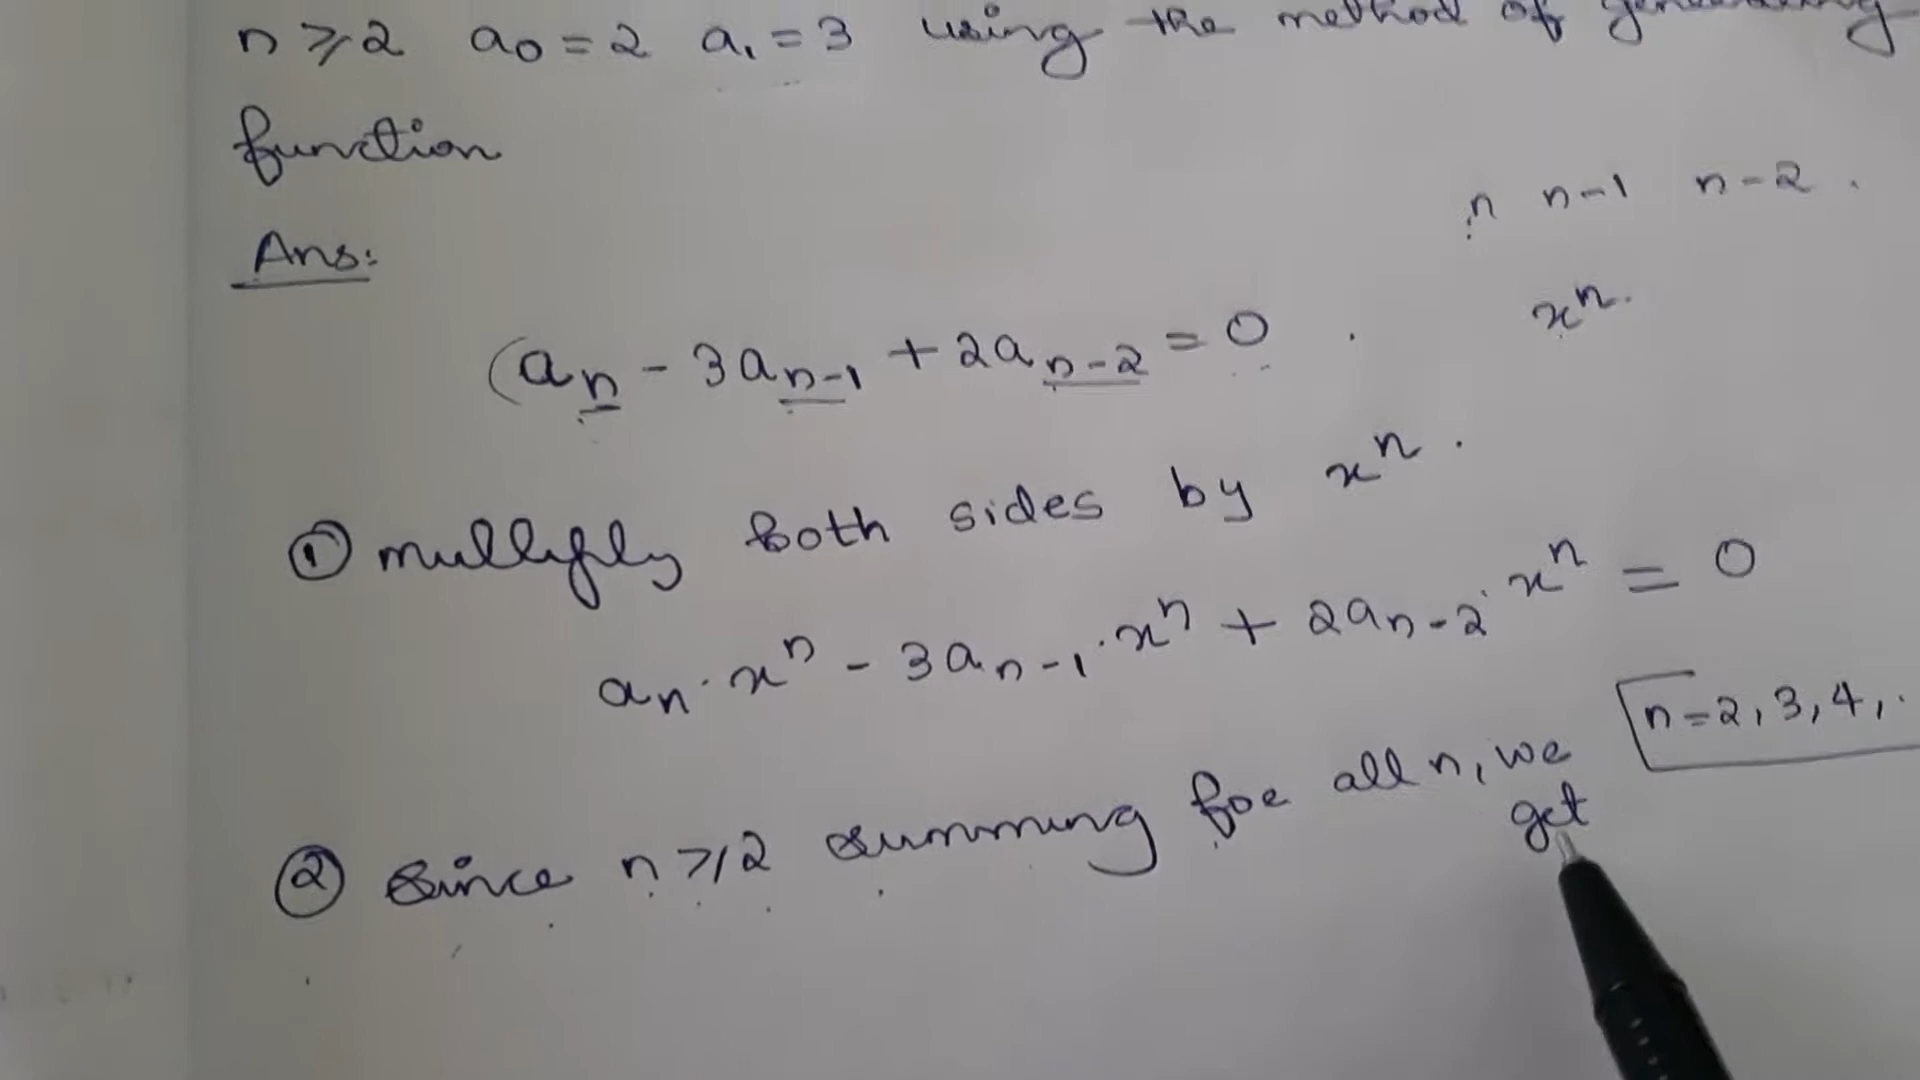 n ≥ 2 a₀ = 2 a₁ = 3 using the method of generating
function
n n-1 n-2 .
Ans:
xⁿ.
(aₙ - 3aₙ₋₁ + 2aₙ₋₂ = 0 .
① multiply both sides by xⁿ .
aₙ · xⁿ - 3aₙ₋₁ · xⁿ + 2aₙ₋₂ · xⁿ = 0
n = 2, 3, 4, .
② Since n ≥ 2 summing for all n, we
get